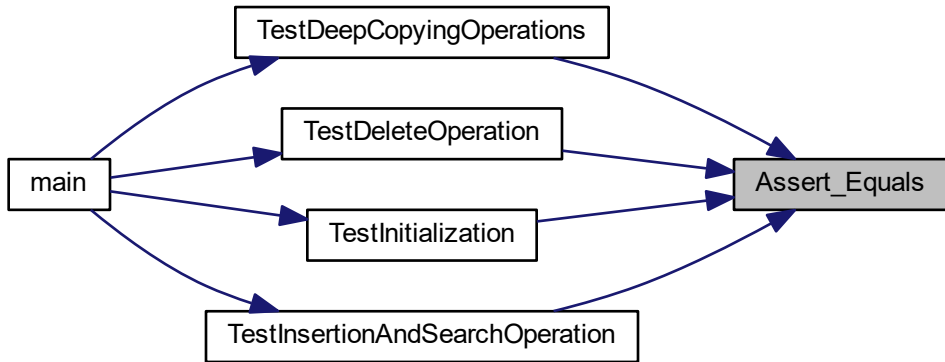 TestDeepCopyingOperations
TestDeleteOperation
main
Assert_Equals
TestInitialization
TestInsertionAndSearchOperation